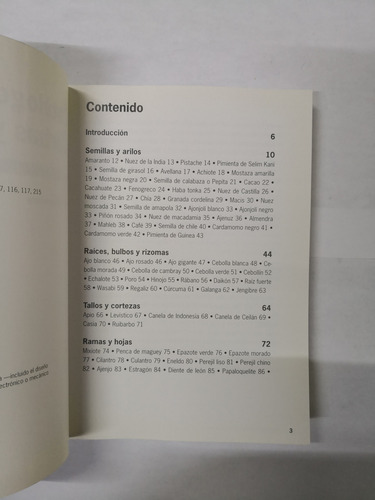 7, 116, 117, 215
a —incluido el diseño
ectrónico o mecánico
Contenido
Introducción 6
Semillas y arilos 10
Amaranto 12 • Nuez de la India 13 • Pistache 14 • Pimienta de Selim Kani
15 • Semilla de girasol 16 • Avellana 17 • Achiote 18 • Mostaza amarilla
19 • Mostaza negra 20 • Semilla de calabaza o Pepita 21 • Cacao 22 •
Cacahuate 23 • Fenogreco 24 • Haba tonka 25 • Nuez de Castilla 26 •
Nuez de Pecán 27 • Chia 28 • Granada cordelina 29 • Macis 30 • Nuez
moscada 31 • Semilla de amapola 32 • Ajonjolí blanco 33 • Ajonjolí negro
33 • Piñón rosado 34 • Nuez de macadamia 35 • Ajenuz 36 • Almendra
37 • Mahleb 38 • Café 39 • Semilla de chile 40 • Cardamomo negro 41 •
Cardamomo verde 42 • Pimienta de Guinea 43
Raíces, bulbos y rizomas 44
Ajo blanco 46 • Ajo rosado 46 • Ajo gigante 47 • Cebolla blanca 48 • Ce-
bolla morada 49 • Cebolla de cambray 50 • Cebolla verde 51 • Cebollín 52
• Echalote 53 • Poro 54 • Hinojo 55 • Rábano 56 • Daikon 57 • Raíz fuerte
58 • Wasabi 59 • Regaliz 60 • Cúrcuma 61 • Galanga 62 • Jengibre 63
Tallos y cortezas 64
Apio 66 • Levístico 67 • Canela de Indonesia 68 • Canela de Ceilán 69 •
Casia 70 • Ruibarbo 71
Ramas y hojas 72
Mixiote 74 • Penca de maguey 75 • Epazote verde 76 • Epazote morado
77 • Cilantro 78 • Culantro 79 • Eneldo 80 • Perejil liso 81 • Perejil chino
82 • Ajenjo 83 • Estragón 84 • Diente de león 85 • Papaloquelite 86 •
3